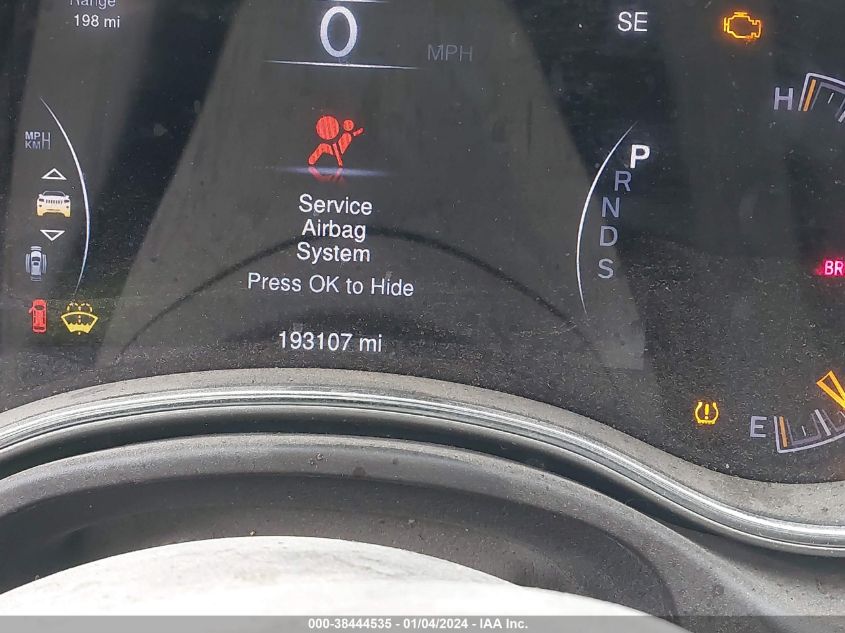 Range
198 mi
0
MPH
SE
H
MPH
KM
P
R
N
D
S
Service
Airbag
System
Press OK to Hide
193107 mi
BR
E
000-38444535 - 01/04/2024 - IAA Inc.